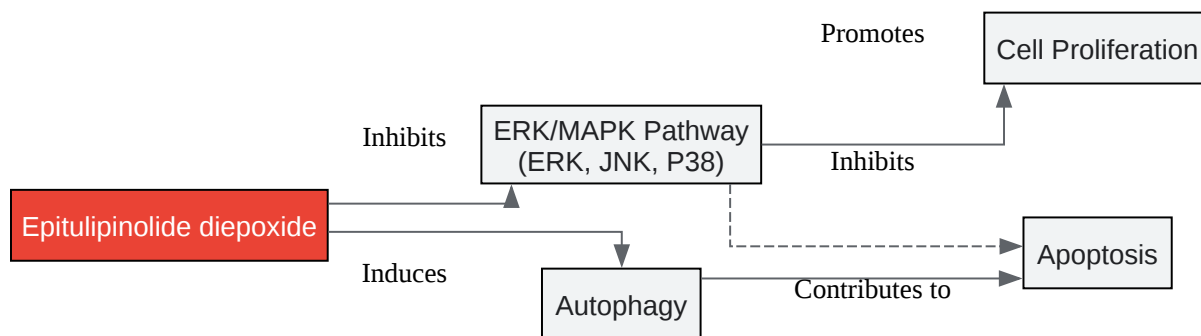 Promotes
Cell Proliferation
Inhibits
ERK/MAPK Pathway
(ERK, JNK, P38)
Inhibits
Epitulipinolide diepoxide
Induces
Autophagy
Contributes to
Apoptosis